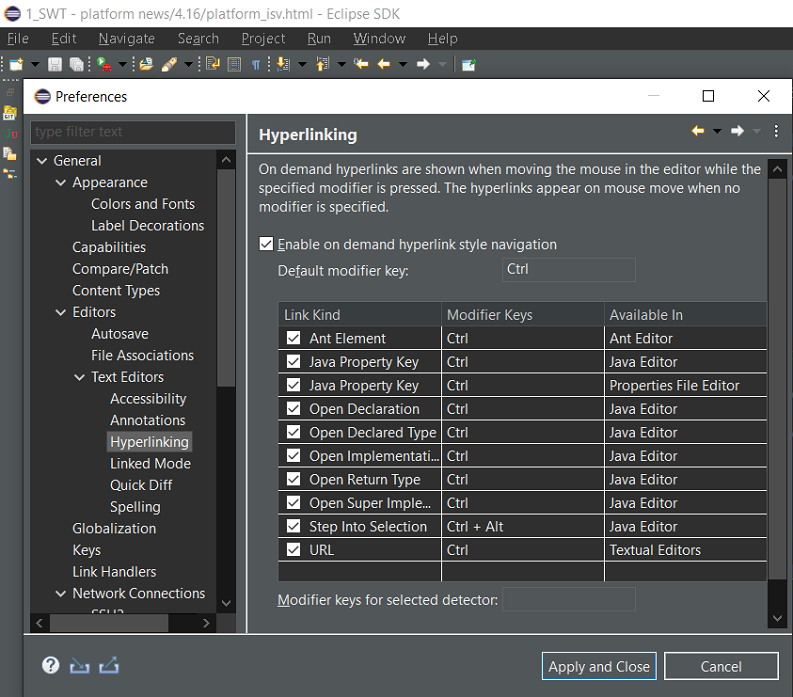 1_SWT - platform news/4.16/platform_isv.html - Eclipse SDK
File Edit Navigate Search Project Run Window Help
Preferences
type filter text
General
Appearance
Colors and Fonts
Label Decorations
Capabilities
Compare/Patch
Content Types
Editors
Autosave
File Associations
Text Editors
Accessibility
Annotations
Hyperlinking
Linked Mode
Quick Diff
Spelling
Globalization
Keys
Link Handlers
Network Connections
SSH2
Hyperlinking
On demand hyperlinks are shown when moving the mouse in the editor while the
specified modifier is pressed. The hyperlinks appear on mouse move when no
modifier is specified.
Enable on demand hyperlink style navigation
Default modifier key: Ctrl
Link Kind Modifier Keys Available In
Ant Element Ctrl Ant Editor
Java Property Key Ctrl Java Editor
Java Property Key Ctrl Properties File Editor
Open Declaration Ctrl Java Editor
Open Declared Type Ctrl Java Editor
Open Implementati... Ctrl Java Editor
Open Return Type Ctrl Java Editor
Open Super Imple... Ctrl Java Editor
Step Into Selection Ctrl + Alt Java Editor
URL Ctrl Textual Editors
Modifier keys for selected detector:
Apply and Close Cancel